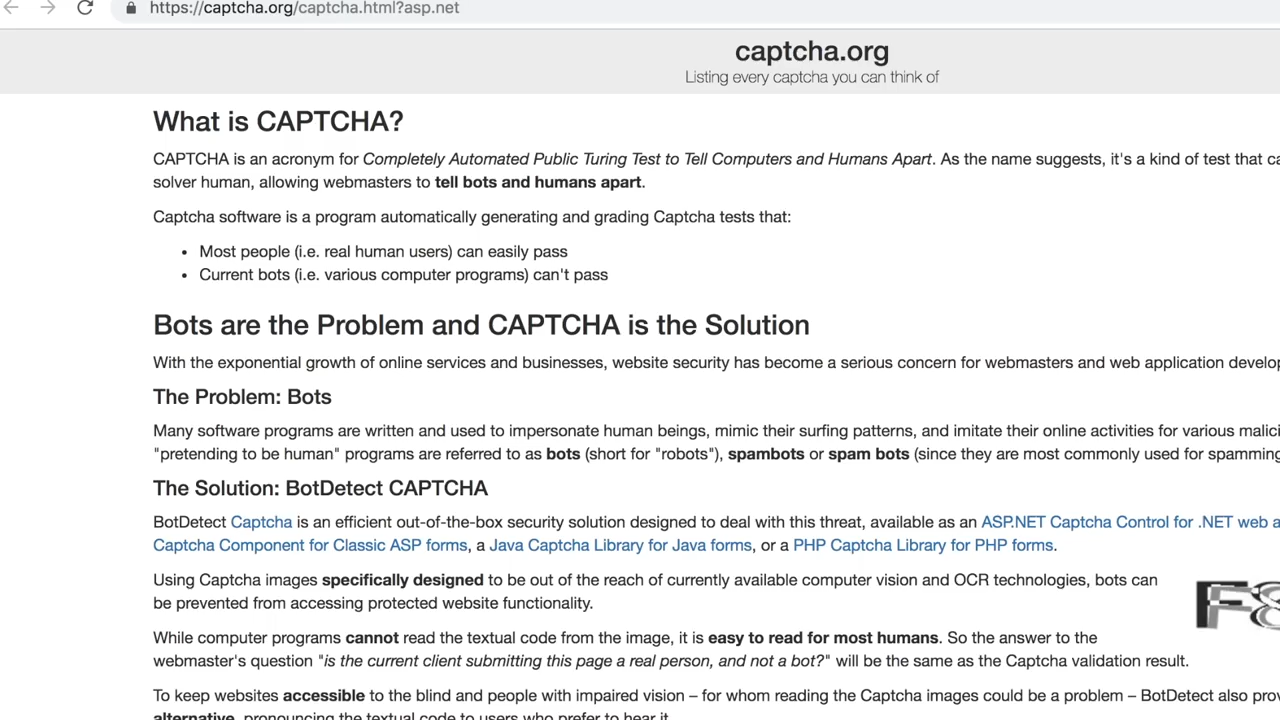 https://captcha.org/captcha.html?asp.net
captcha.org
Listing every captcha you can think of
What is CAPTCHA?
CAPTCHA is an acronym for Completely Automated Public Turing Test to Tell Computers and Humans Apart. As the name suggests, it's a kind of test that ca
solver human, allowing webmasters to tell bots and humans apart.
Captcha software is a program automatically generating and grading Captcha tests that:
• Most people (i.e. real human users) can easily pass
• Current bots (i.e. various computer programs) can't pass
Bots are the Problem and CAPTCHA is the Solution
With the exponential growth of online services and businesses, website security has become a serious concern for webmasters and web application develop
The Problem: Bots
Many software programs are written and used to impersonate human beings, mimic their surfing patterns, and imitate their online activities for various malici
"pretending to be human" programs are referred to as bots (short for "robots"), spambots or spam bots (since they are most commonly used for spamming
The Solution: BotDetect CAPTCHA
BotDetect Captcha is an efficient out-of-the-box security solution designed to deal with this threat, available as an ASP.NET Captcha Control for .NET web a
Captcha Component for Classic ASP forms, a Java Captcha Library for Java forms, or a PHP Captcha Library for PHP forms.
Using Captcha images specifically designed to be out of the reach of currently available computer vision and OCR technologies, bots can
be prevented from accessing protected website functionality.
F8
While computer programs cannot read the textual code from the image, it is easy to read for most humans. So the answer to the
webmaster's question "is the current client submitting this page a real person, and not a bot?" will be the same as the Captcha validation result.
To keep websites accessible to the blind and people with impaired vision – for whom reading the Captcha images could be a problem – BotDetect also prov
alternative, pronouncing the textual code to users who prefer to hear it.